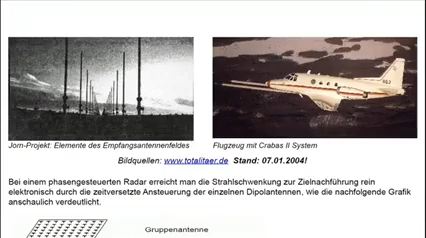 Jorn-Projekt: Elemente des Empfangsantennenfeldes
Flugzeug mit Crabas II System
Bildquellen: www.totalitaer.de Stand: 07.01.2004!
Bei einem phasengesteuerten Radar erreicht man die Strahlschwenkung zur Zielnachführung rein
elektronisch durch die zeitversetzte Ansteuerung der einzelnen Dipolantennen, wie die nachfolgende Grafik
anschaulich verdeutlicht.
Gruppenantenne